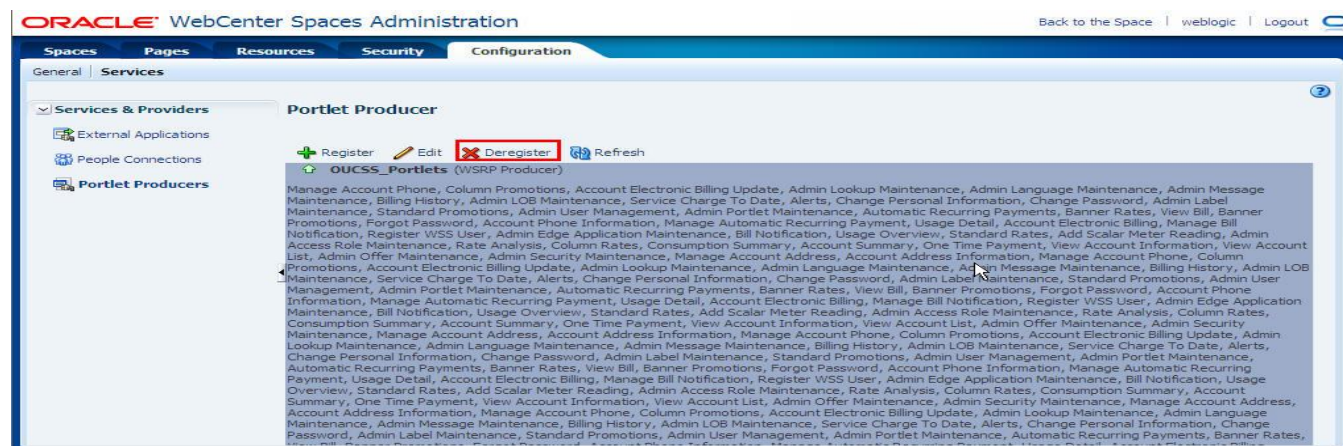 ORACLE WebCenter Spaces Administration
Back to the Space | weblogic | Logout
Spaces Pages Resources Security Configuration
General | Services
Services & Providers
External Applications
People Connections
Portlet Producers
Portlet Producer
Register Edit Deregister Refresh
OUCSS_Portlets (WSRP Producer)
Manage Account Phone, Column Promotions, Account Electronic Billing Update, Admin Lookup Maintenance, Admin Language Maintenance, Admin Message
Maintenance, Billing History, Admin LOB Maintenance, Service Charge To Date, Alerts, Change Personal Information, Change Password, Admin Label
Maintenance, Standard Promotions, Admin User Management, Admin Portlet Maintenance, Automatic Recurring Payments, Banner Rates, View Bill, Banner
Promotions, Forgot Password, Account Phone Information, Manage Automatic Recurring Payment, Usage Detail, Account Electronic Billing, Manage Bill
Notification, Register WSS User, Admin Edge Application Maintenance, Bill Notification, Usage Overview, Standard Rates, Add Scalar Meter Reading, Admin
Access Role Maintenance, Rate Analysis, Column Rates, Consumption Summary, Account Summary, One Time Payment, View Account Information, View Account
List, Admin Offer Maintenance, Admin Security Maintenance, Manage Account Address, Account Address Information, Manage Account Phone, Column
Promotions, Account Electronic Billing Update, Admin Lookup Maintenance, Admin Language Maintenance, Admin Message Maintenance, Billing History, Admin LOB
Maintenance, Service Charge To Date, Alerts, Change Personal Information, Change Password, Admin Label Maintenance, Standard Promotions, Admin User
Management, Admin Portlet Maintenance, Automatic Recurring Payments, Banner Rates, View Bill, Banner Promotions, Forgot Password, Account Phone
Information, Manage Automatic Recurring Payment, Usage Detail, Account Electronic Billing, Manage Bill Notification, Register WSS User, Admin Edge Application
Maintenance, Bill Notification, Usage Overview, Standard Rates, Add Scalar Meter Reading, Admin Access Role Maintenance, Rate Analysis, Column Rates,
Consumption Summary, Account Summary, One Time Payment, View Account Information, View Account List, Admin Offer Maintenance, Admin Security
Maintenance, Manage Account Address, Account Address Information, Manage Account Phone, Column Promotions, Account Electronic Billing Update, Admin
Lookup Maintenance, Admin Language Maintenance, Admin Message Maintenance, Billing History, Admin LOB Maintenance, Service Charge To Date, Alerts,
Change Personal Information, Change Password, Admin Label Maintenance, Standard Promotions, Admin User Management, Admin Portlet Maintenance,
Automatic Recurring Payments, Banner Rates, View Bill, Banner Promotions, Forgot Password, Account Phone Information, Manage Automatic Recurring
Payment, Usage Detail, Account Electronic Billing, Manage Bill Notification, Register WSS User, Admin Edge Application Maintenance, Bill Notification, Usage
Overview, Standard Rates, Add Scalar Meter Reading, Admin Access Role Maintenance, Rate Analysis, Column Rates, Consumption Summary, Account
Summary, One Time Payment, View Account Information, View Account List, Admin Offer Maintenance, Admin Security Maintenance, Manage Account Address,
Account Address Information, Manage Account Phone, Column Promotions, Account Electronic Billing Update, Admin Lookup Maintenance, Admin Language
Maintenance, Admin Message Maintenance, Billing History, Admin LOB Maintenance, Service Charge To Date, Alerts, Change Personal Information, Change
Password, Admin Label Maintenance, Standard Promotions, Admin User Management, Admin Portlet Maintenance, Automatic Recurring Payments, Banner Rates,